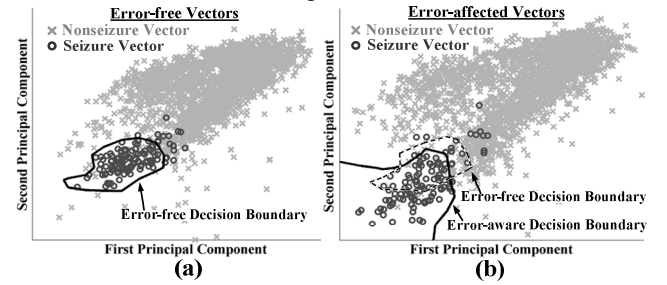 Error-free Vectors
Nonseizure Vector
Seizure Vector
Second Principal Component
Error-free Decision Boundary
First Principal Component
(a)
Error-affected Vectors
Nonseizure Vector
Seizure Vector
Second Principal Component
Error-free Decision Boundary
Error-aware Decision Boundary
First Principal Component
(b)